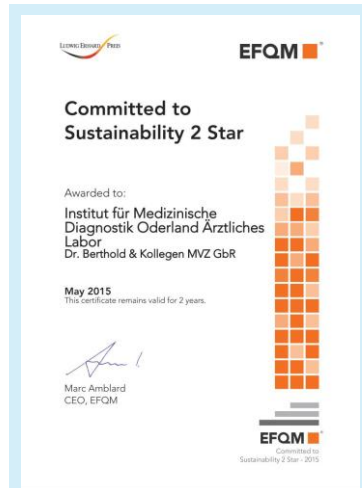 LUDWIG ERHARD PREIS
EFQM
Committed to
Sustainability 2 Star
Awarded to:
Institut für Medizinische
Diagnostik Oderland Ärztliches
Labor
Dr. Berthold & Kollegen MVZ GbR
May 2015
This certificate remains valid for 2 years.
Marc Amblard
CEO, EFQM
EFQM
Committed to
Sustainability 2 Star - 2015